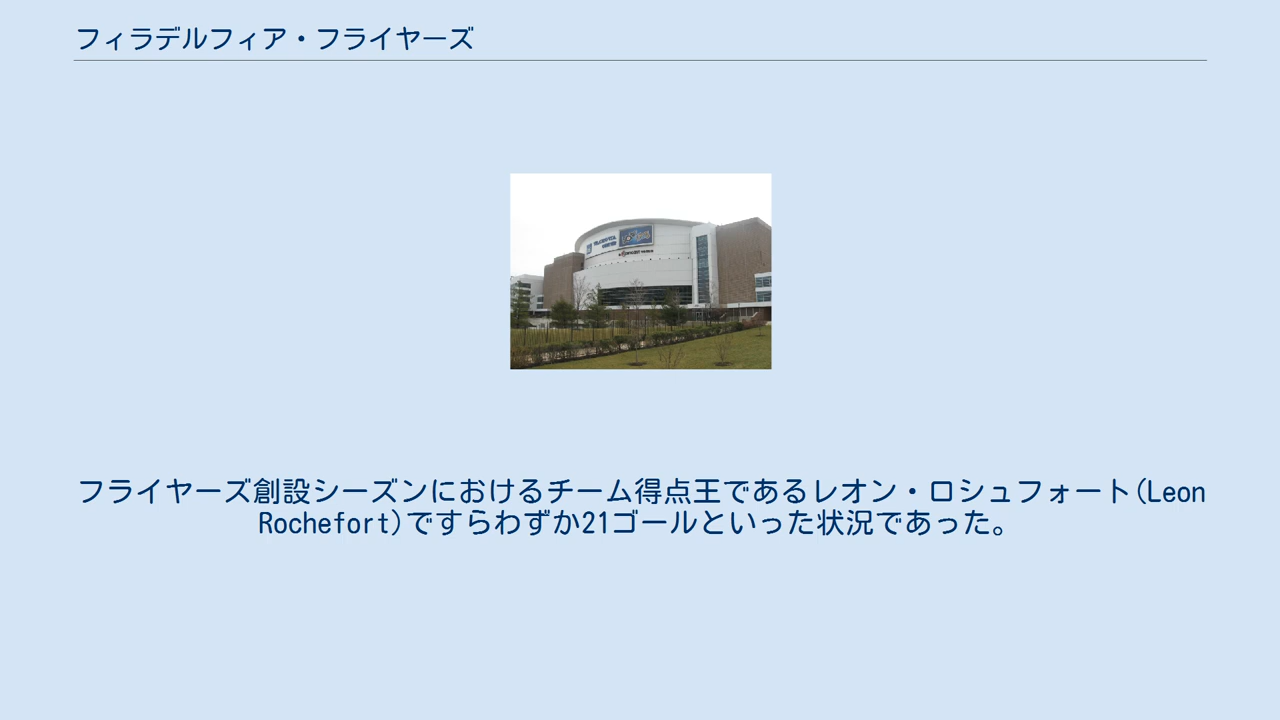 フィラデルフィア・フライヤーズ
フライヤーズ創設シーズンにおけるチーム得点王であるレオン・ロシュフォート(Leon
Rochefort)ですらわずか21ゴールといった状況であった。